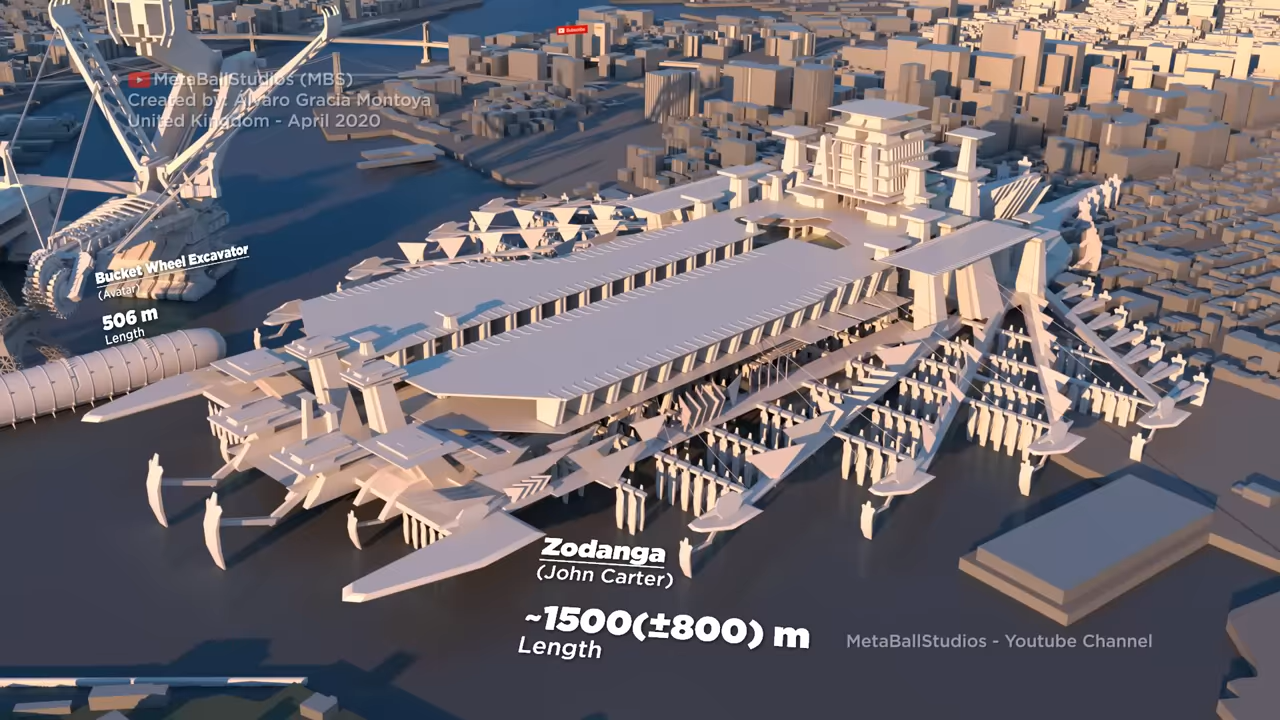 Subscribe
MetaBallStudios (MBS)
Created by: Alvaro Gracia Montoya
United Kingdom - April 2020
Bucket Wheel Excavator
(Avatar)
506 m
Length
Zodanga
(John Carter)
~1500(±800) m
Length
MetaBallStudios - Youtube Channel